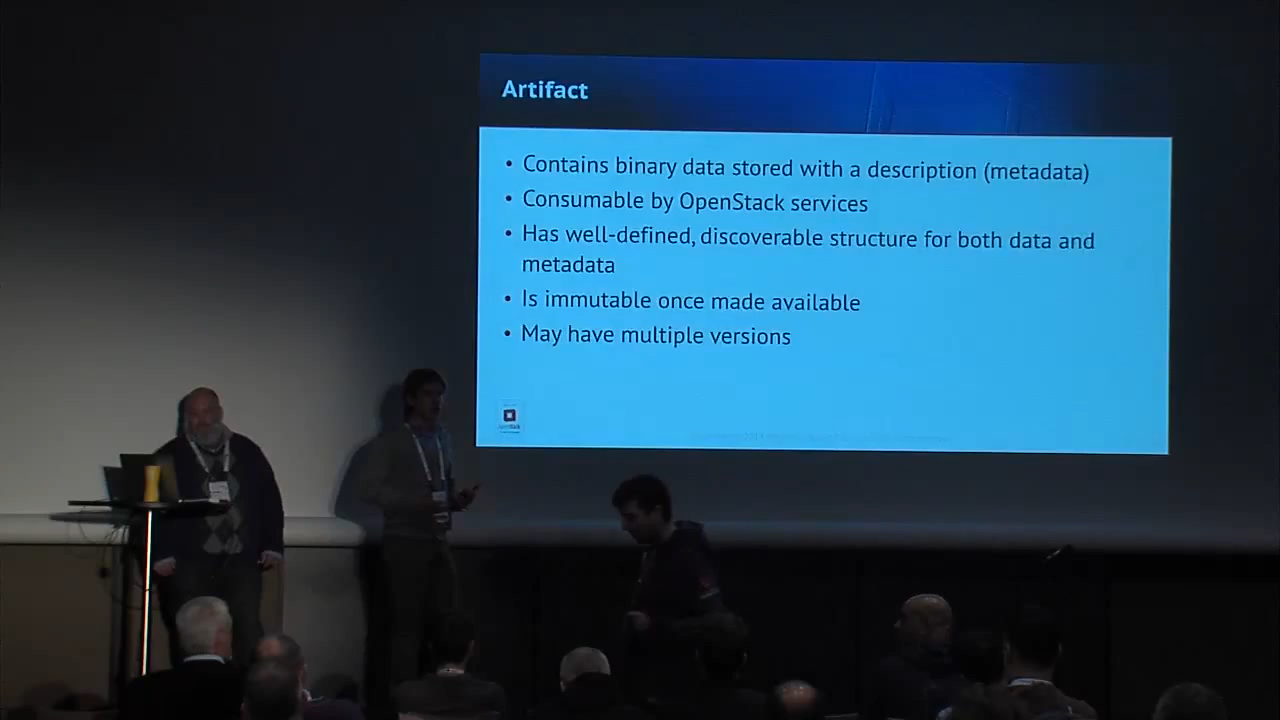 Artifact
• Contains binary data stored with a description (metadata)
• Consumable by OpenStack services
• Has well-defined, discoverable structure for both data and
metadata
• Is immutable once made available
• May have multiple versions